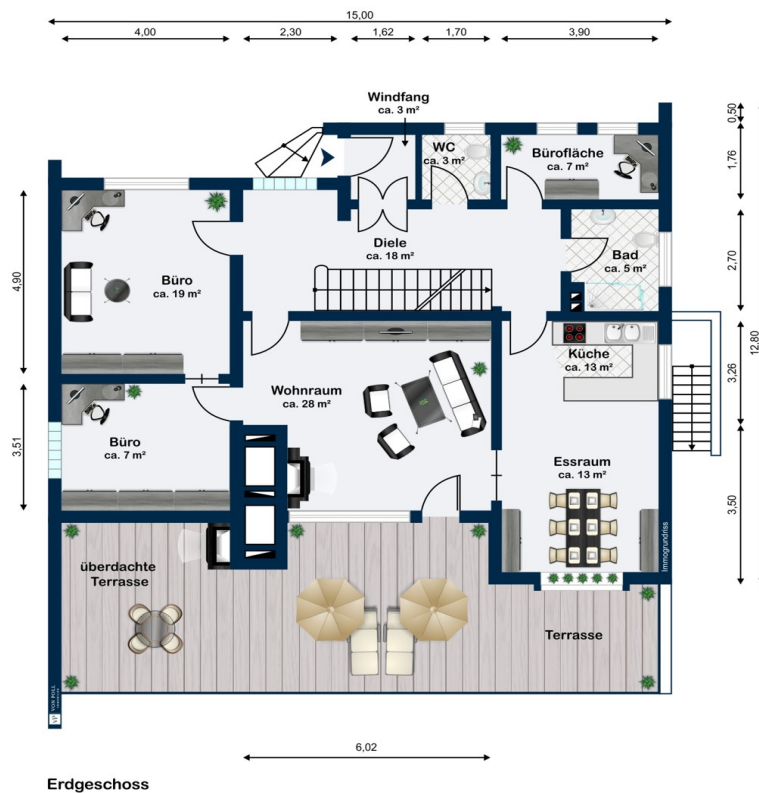 15,00
4,00
2,30
1,62
1,70
3,90
Windfang
ca. 3 m²
WC
ca. 3 m²
Bürofläche
ca. 7 m²
0,50
1,76
Diele
ca. 18 m²
Bad
ca. 5 m²
2,70
4,90
Büro
ca. 19 m²
12.80
3,26
Küche
ca. 13 m²
Wohnraum
ca. 28 m²
3,51
Büro
ca. 7 m²
Essraum
ca. 13 m²
3,50
Immogrundriss
überdachte
Terrasse
Terrasse
VON POLL
6,02
Erdgeschoss